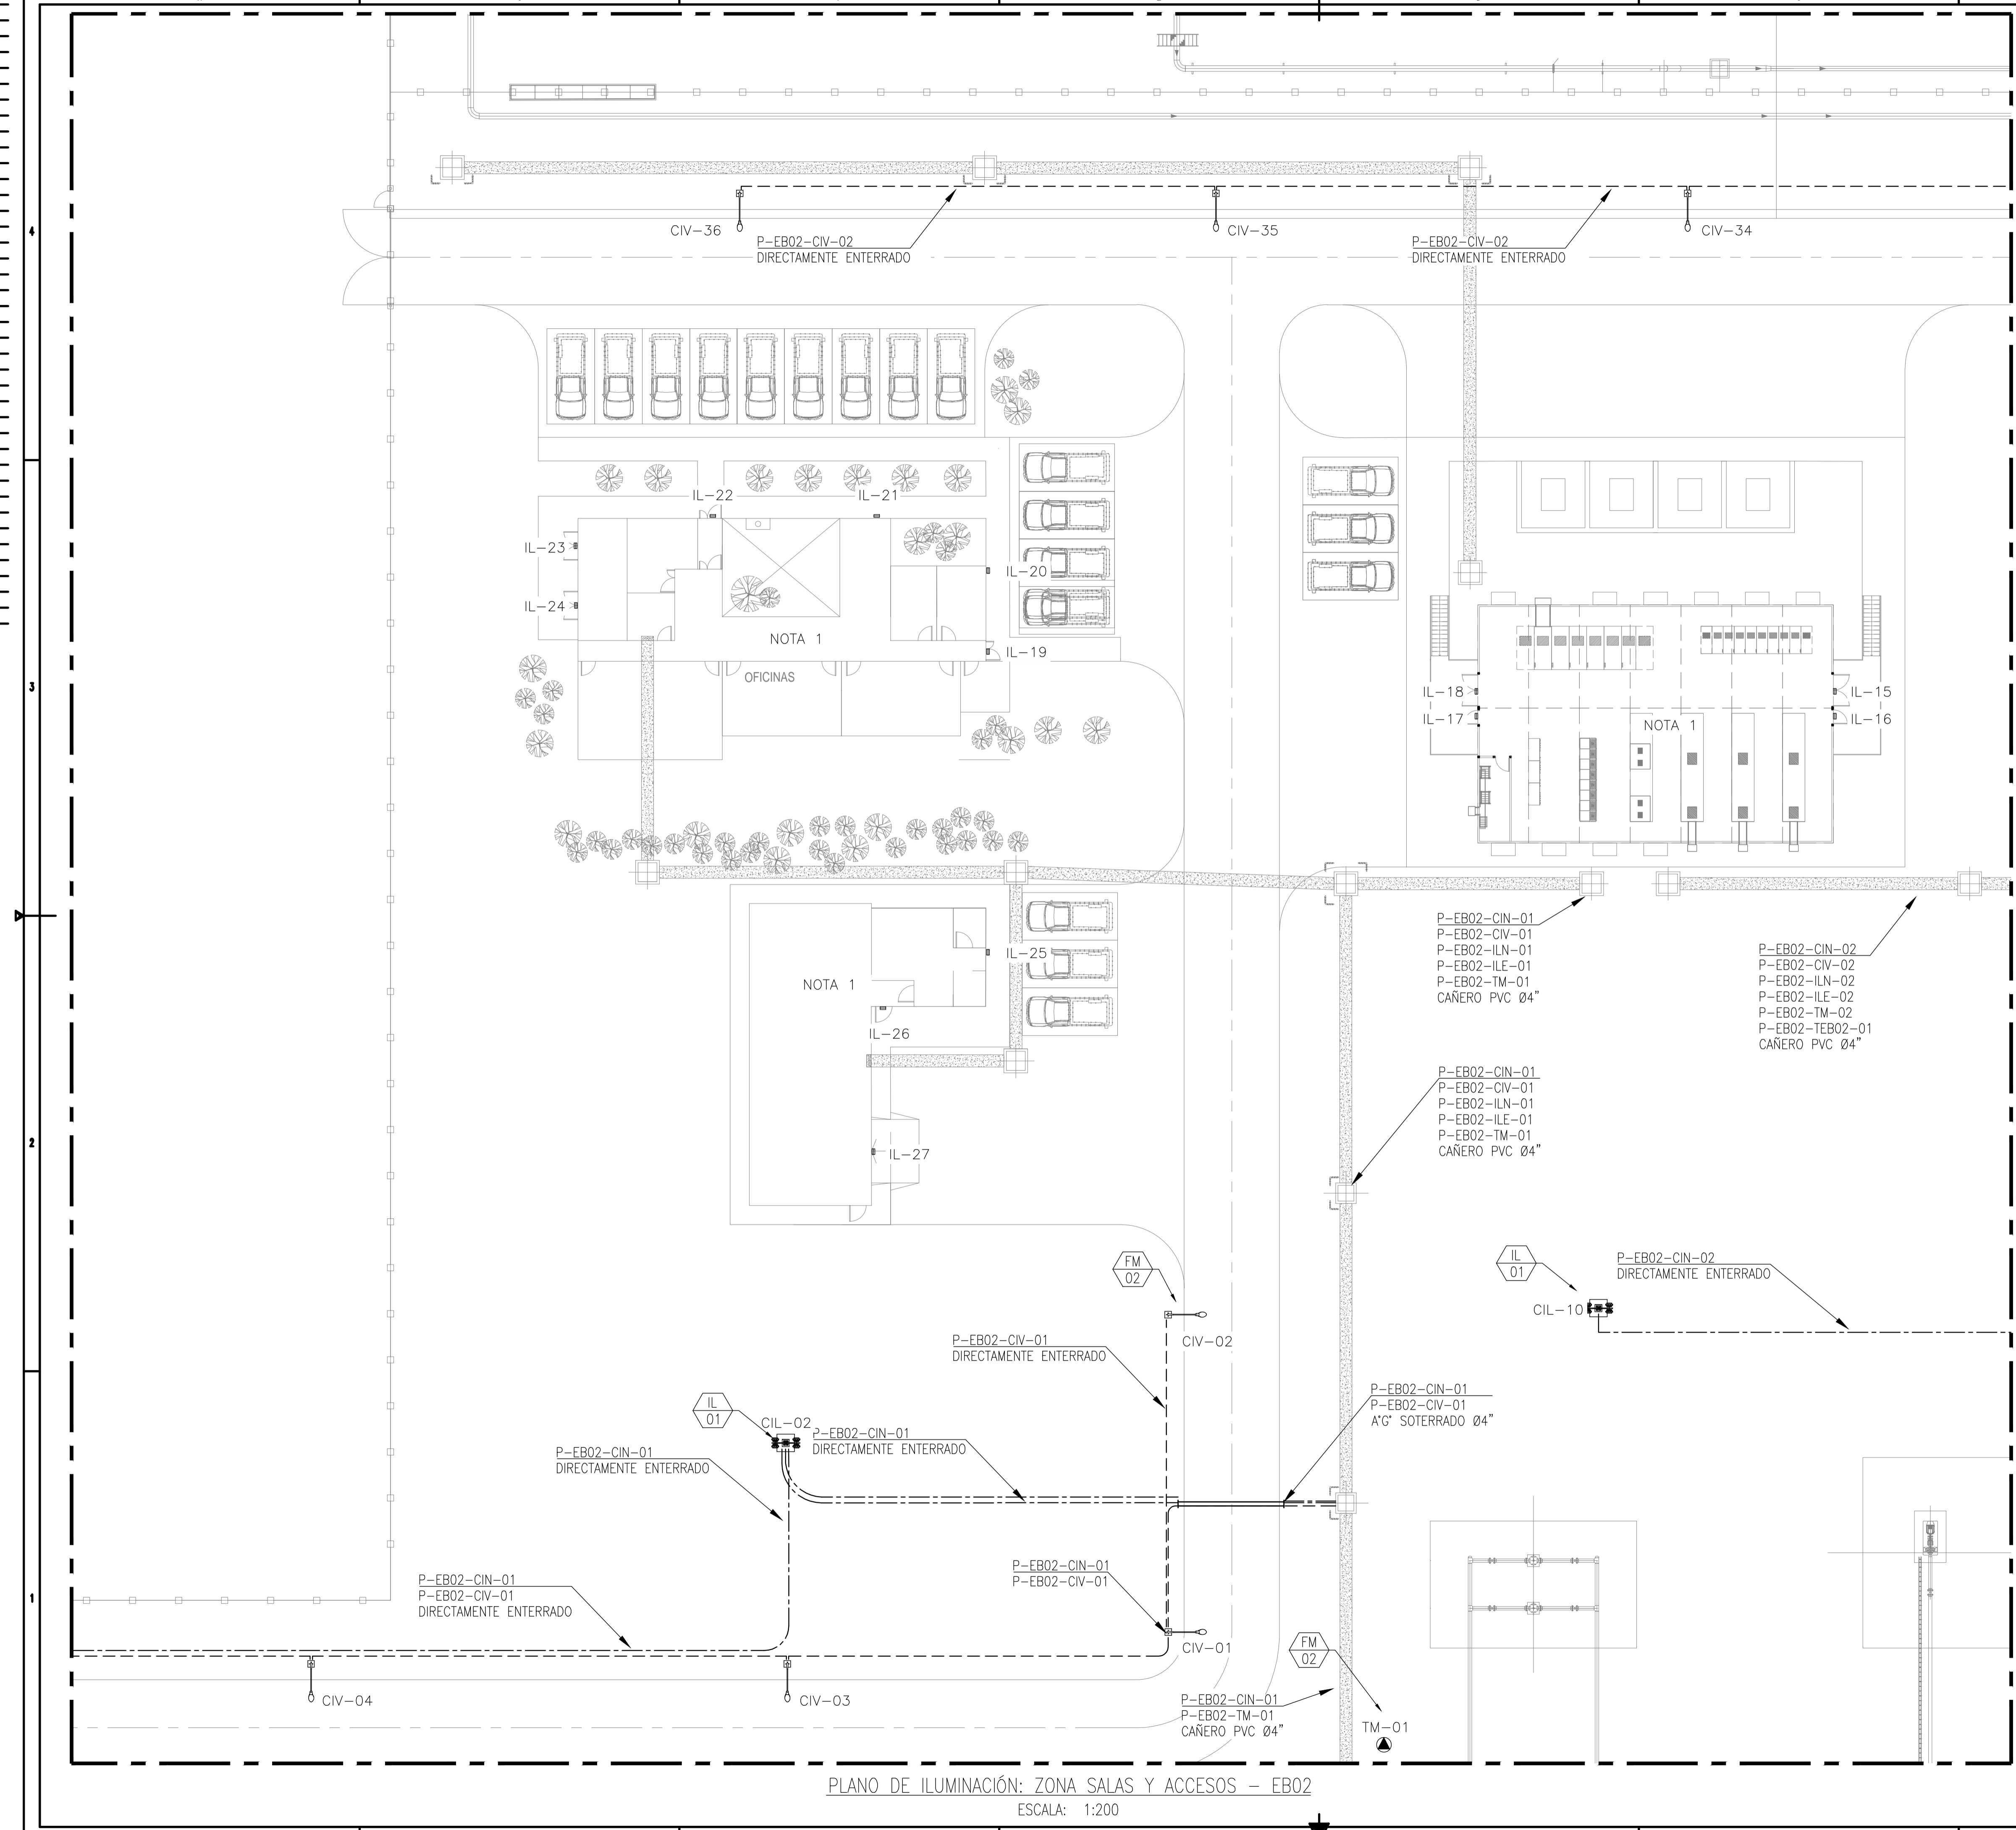 4
CIV-36
CIV-35
CIV-34
P-EB02-CIV-02
DIRECTAMENTE ENTERRADO
P-EB02-CIV-02
DIRECTAMENTE ENTERRADO
IL-22
IL-21
IL-23
IL-20
IL-24
NOTA 1
IL-19
OFICINAS
3
IL-18
IL-15
IL-17
IL-16
NOTA 1
P-EB02-CIN-01
P-EB02-CIV-01
P-EB02-ILN-01
P-EB02-ILE-01
P-EB02-TM-01
CAÑERO PVC Ø4"
P-EB02-CIN-02
P-EB02-CIV-02
P-EB02-ILN-02
P-EB02-ILE-02
P-EB02-TM-02
P-EB02-TEB02-01
CAÑERO PVC Ø4"
IL-25
NOTA 1
IL-26
P-EB02-CIN-01
P-EB02-CIV-01
P-EB02-ILN-01
P-EB02-ILE-01
P-EB02-TM-01
CAÑERO PVC Ø4"
2
IL-27
FM
02
CIV-02
IL
01
CIL-10
P-EB02-CIN-02
DIRECTAMENTE ENTERRADO
P-EB02-CIV-01
DIRECTAMENTE ENTERRADO
P-EB02-CIN-01
P-EB02-CIV-01
A°G° SOTERRADO Ø4"
IL
01
CIL-02
P-EB02-CIN-01
DIRECTAMENTE ENTERRADO
P-EB02-CIN-01
DIRECTAMENTE ENTERRADO
P-EB02-CIN-01
P-EB02-CIV-01
1
P-EB02-CIN-01
P-EB02-CIV-01
DIRECTAMENTE ENTERRADO
CIV-01
FM
02
CIV-04
CIV-03
P-EB02-CIN-01
P-EB02-TM-01
CAÑERO PVC Ø4"
TM-01
PLANO DE ILUMINACIÓN: ZONA SALAS Y ACCESOS - EB02
ESCALA: 1:200